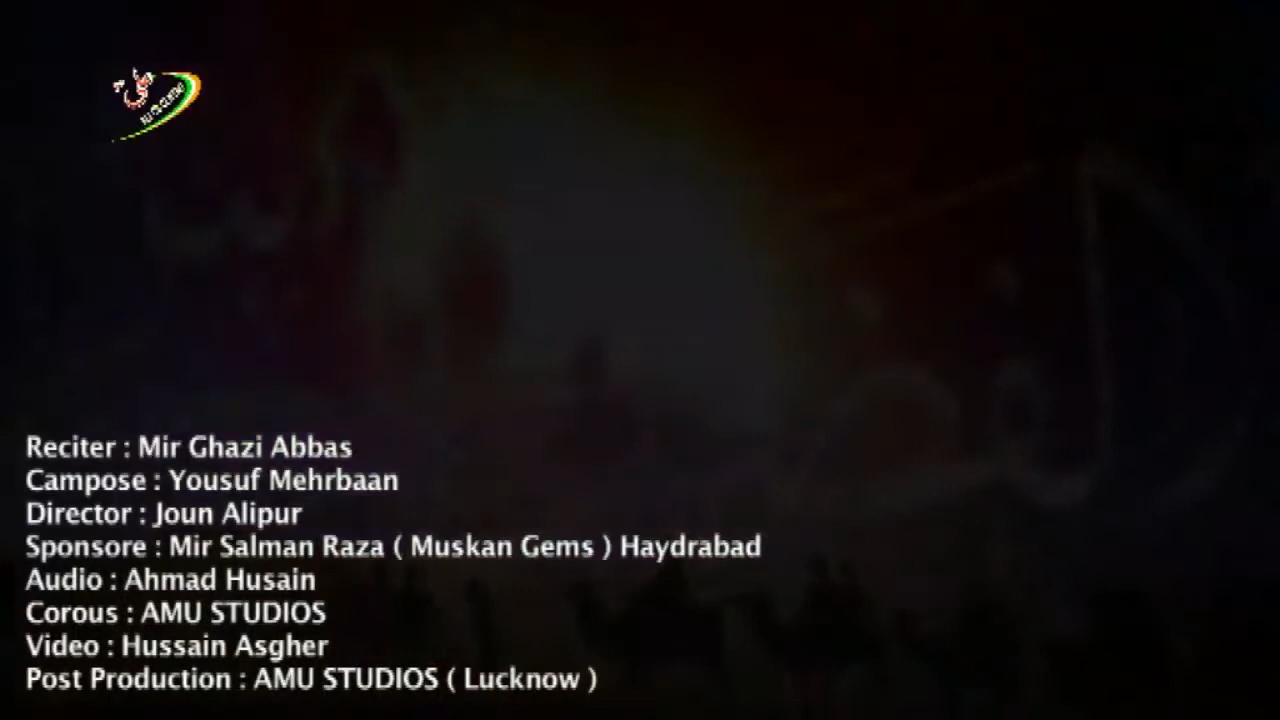 Reciter : Mir Ghazi Abbas
Campose : Yousuf Mehrbaan
Director : Joun Alipur
Sponsore : Mir Salman Raza ( Muskan Gems ) Haydrabad
Audio : Ahmad Husain
Corous : AMU STUDIOS
Video : Hussain Asgher
Post Production : AMU STUDIOS ( Lucknow )